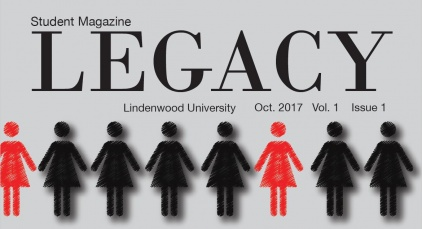 Student Magazine
LEGACY
Lindenwood University Oct. 2017 Vol. 1 Issue 1